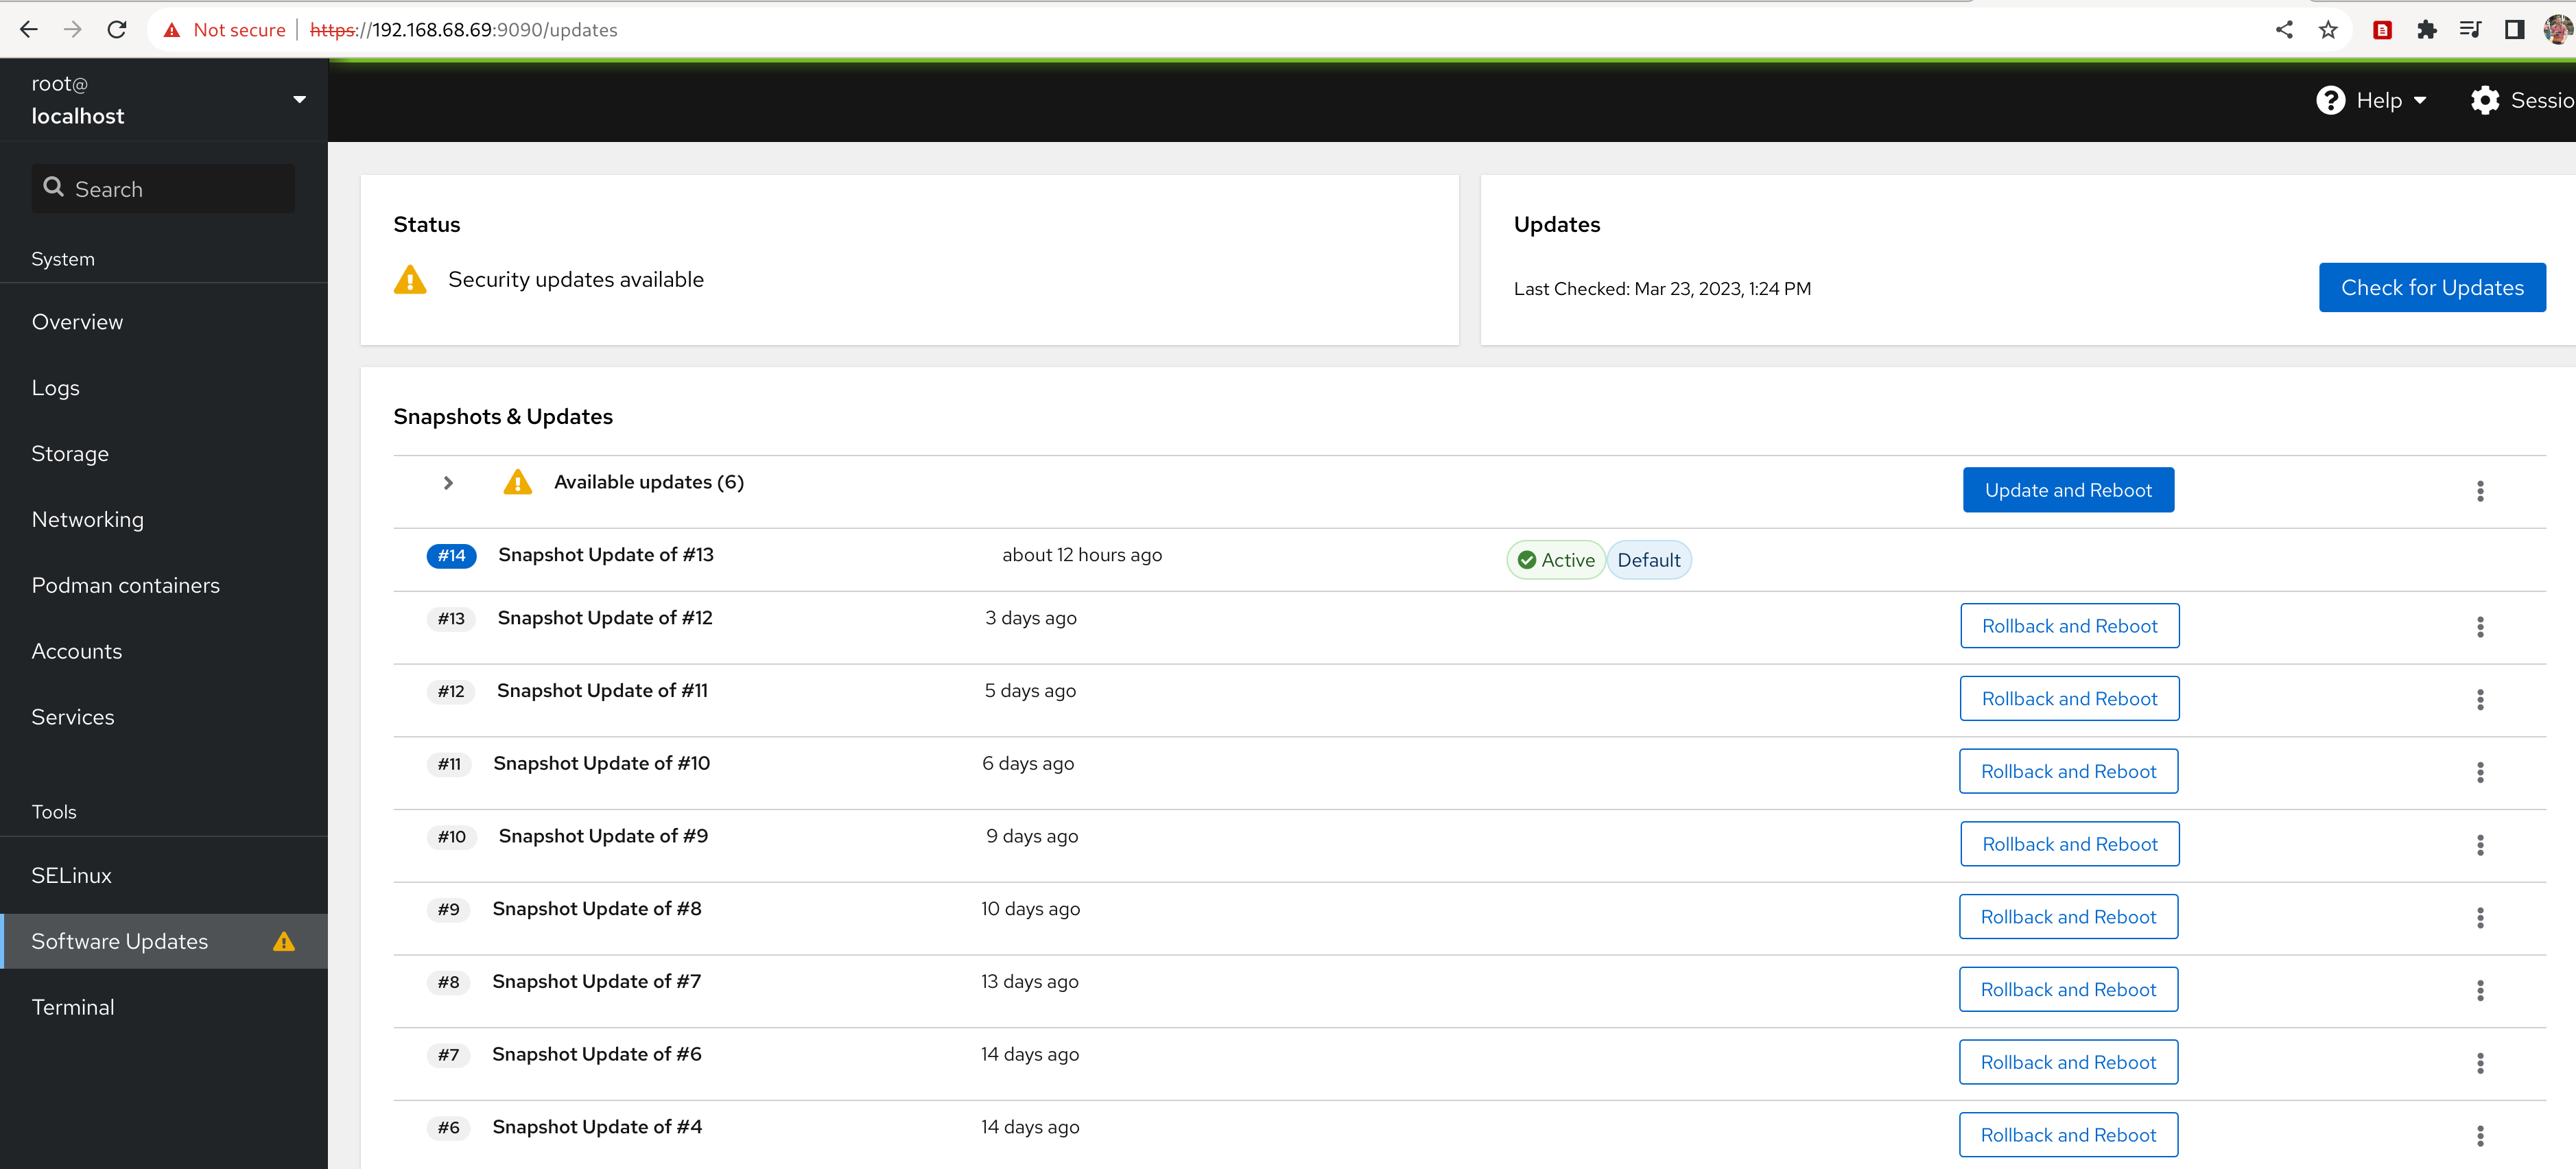 Not secure | https://192.168.68.69:9090/updates
root@
localhost
Help
Sessio
Search
System
Overview
Logs
Storage
Networking
Podman containers
Accounts
Services
Tools
SELinux
Software Updates
Terminal
Status
Security updates available
Updates
Last Checked: Mar 23, 2023, 1:24 PM
Check for Updates
Snapshots & Updates
Available updates (6)
Update and Reboot
#14 Snapshot Update of #13 about 12 hours ago Active Default
#13 Snapshot Update of #12 3 days ago Rollback and Reboot
#12 Snapshot Update of #11 5 days ago Rollback and Reboot
#11 Snapshot Update of #10 6 days ago Rollback and Reboot
#10 Snapshot Update of #9 9 days ago Rollback and Reboot
#9 Snapshot Update of #8 10 days ago Rollback and Reboot
#8 Snapshot Update of #7 13 days ago Rollback and Reboot
#7 Snapshot Update of #6 14 days ago Rollback and Reboot
#6 Snapshot Update of #4 14 days ago Rollback and Reboot